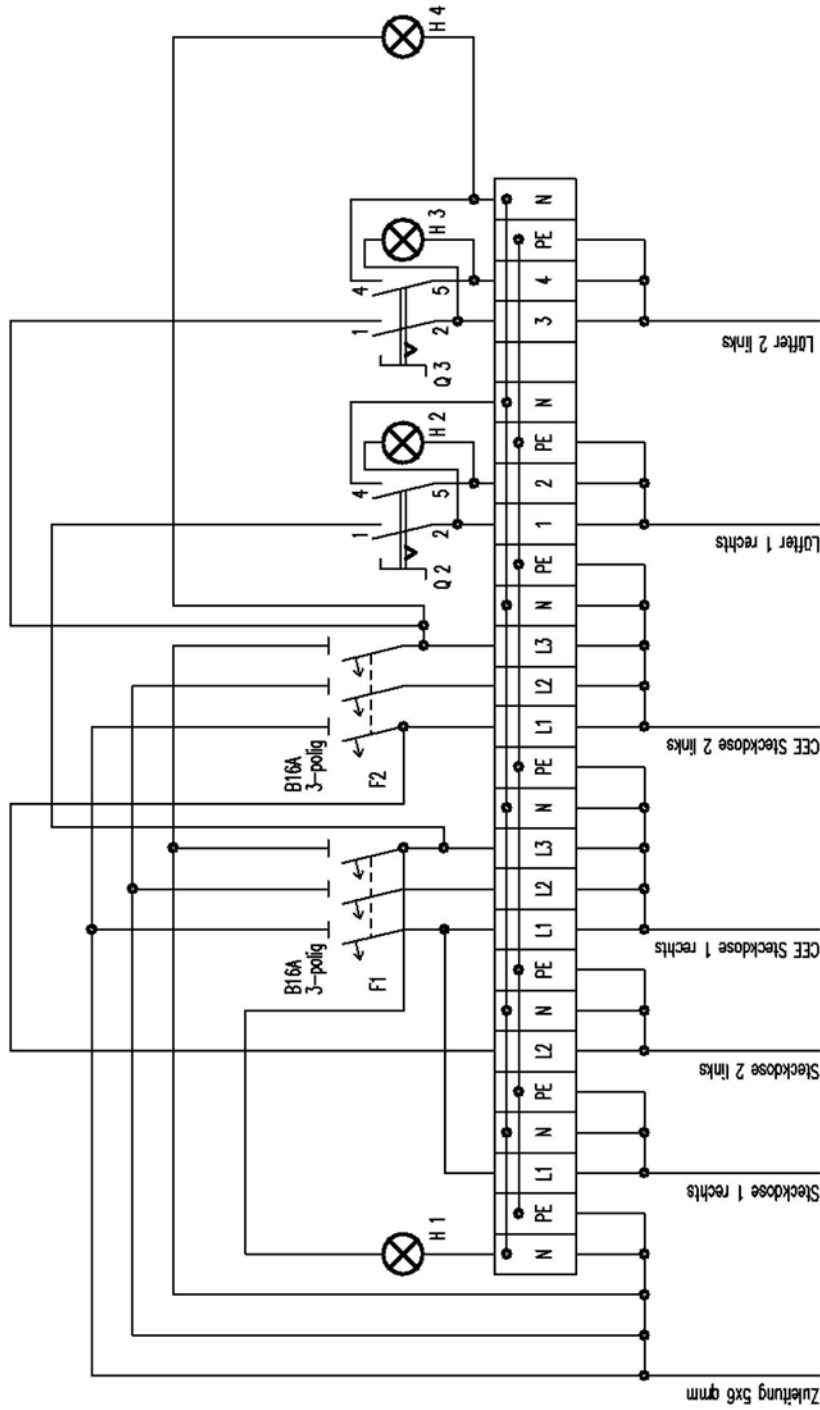 H 4
N
PE
4
3
N
PE
2
1
PE
N
L3
L2
L1
PE
N
L3
L2
L1
PE
N
L2
PE
N
L1
PE
N
H 3
4
5
1
2
Q 3
H 2
4
5
1
2
Q 2
B16A
3-polig
F2
B16A
3-polig
F1
H 1
Lüfter 2 links
Lüfter 1 rechts
CEE Steckdose 2 links
CEE Steckdose 1 rechts
Steckdose 2 links
Steckdose 1 rechts
Zuleitung 5x6 qmm